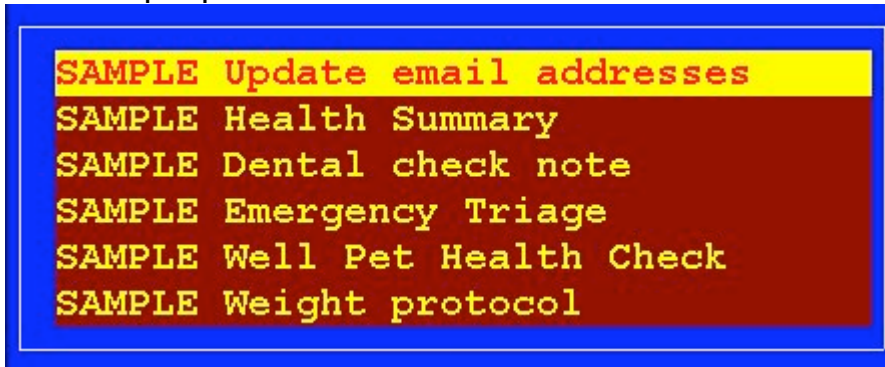 SAMPLE Update email addresses
SAMPLE Health Summary
SAMPLE Dental check note
SAMPLE Emergency Triage
SAMPLE Well Pet Health Check
SAMPLE Weight protocol